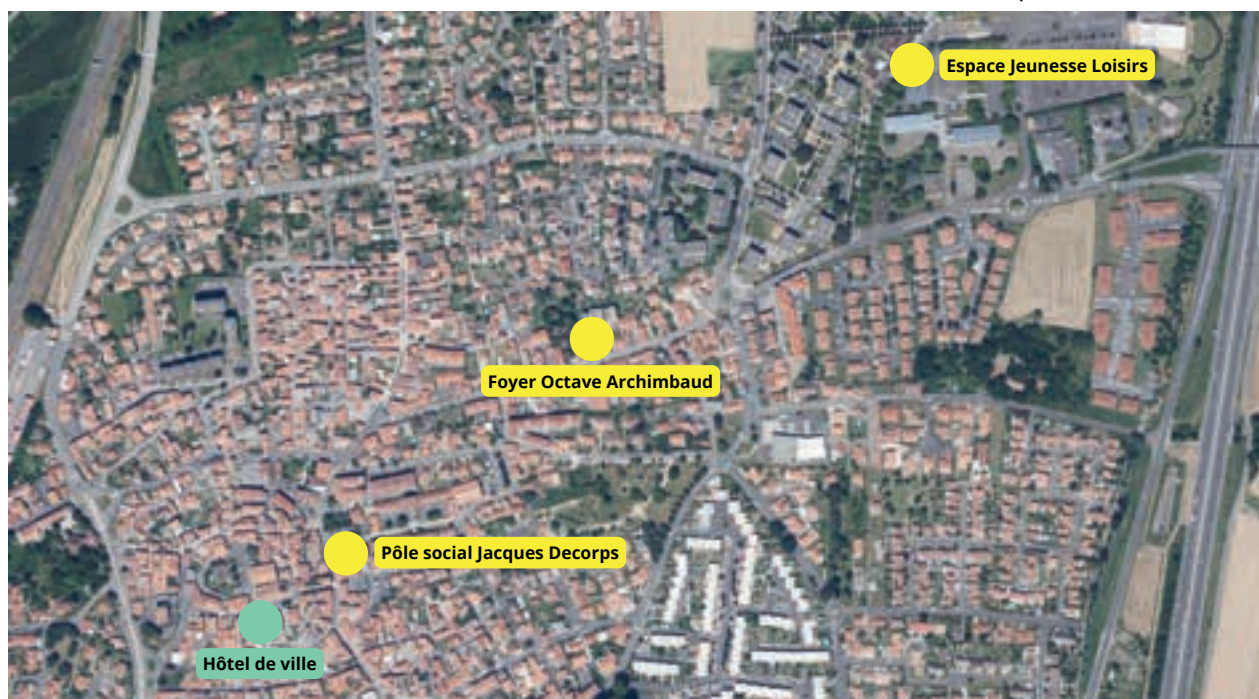 Espace Jeunesse Loisirs
Foyer Octave Archimbaud
Pôle social Jacques Decorps
Hôtel de ville